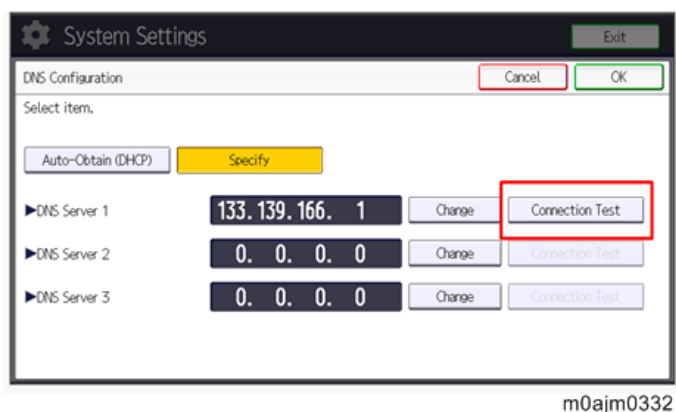 System Settings Exit
DNS Configuration Cancel OK
Select item.
Auto-Obtain (DHCP) Specify
▶DNS Server 1 133.139.166. 1 Change Connection Test
▶DNS Server 2 0. 0. 0. 0 Change Connection Test
▶DNS Server 3 0. 0. 0. 0 Change Connection Test
m0ajm0332